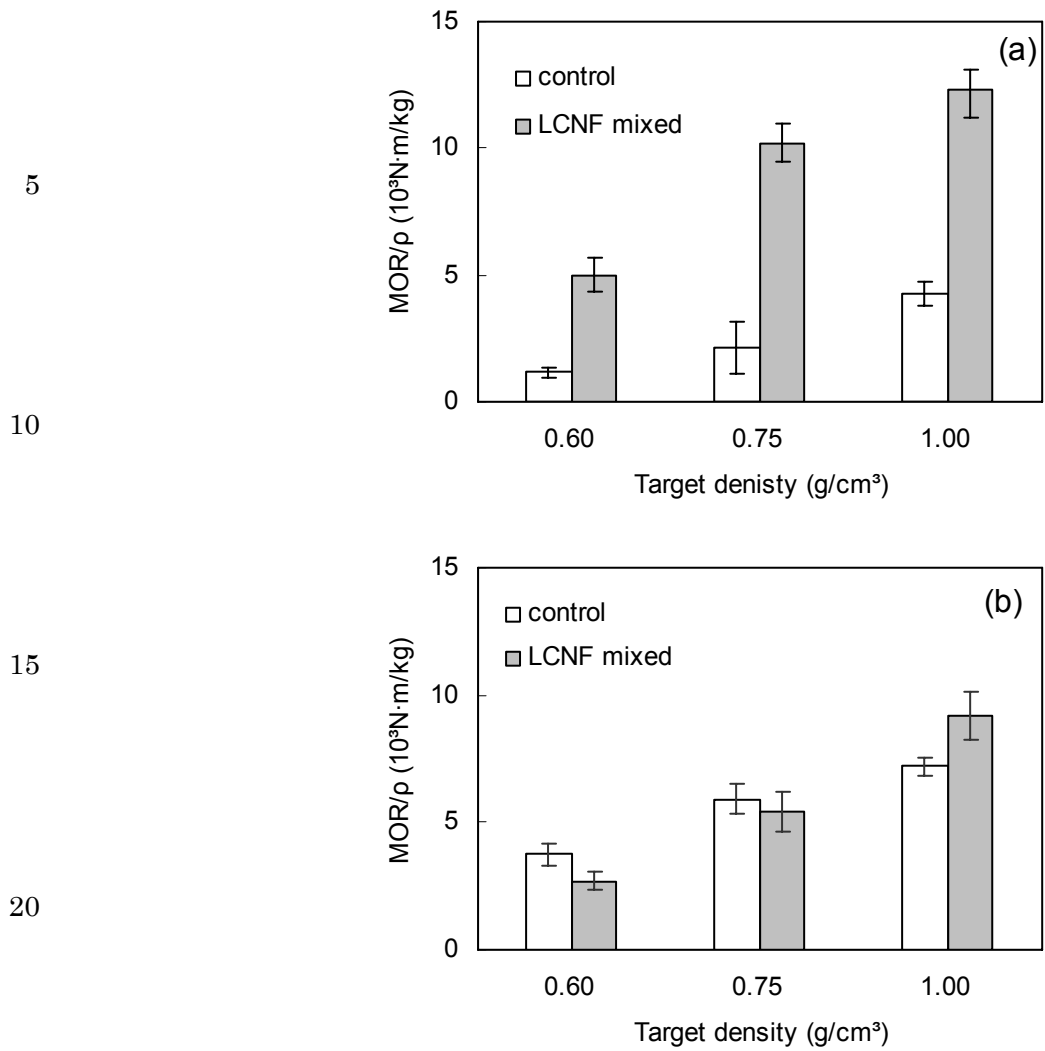 15
(a)
control
LCNF mixed
10
5
0
MOR/ρ (10³N·m/kg)
0.60 0.75 1.00
Target denisty (g/cm³)
15
(b)
control
LCNF mixed
10
5
0
MOR/ρ (10³N·m/kg)
0.60 0.75 1.00
Target density (g/cm³)
5
10
15
20